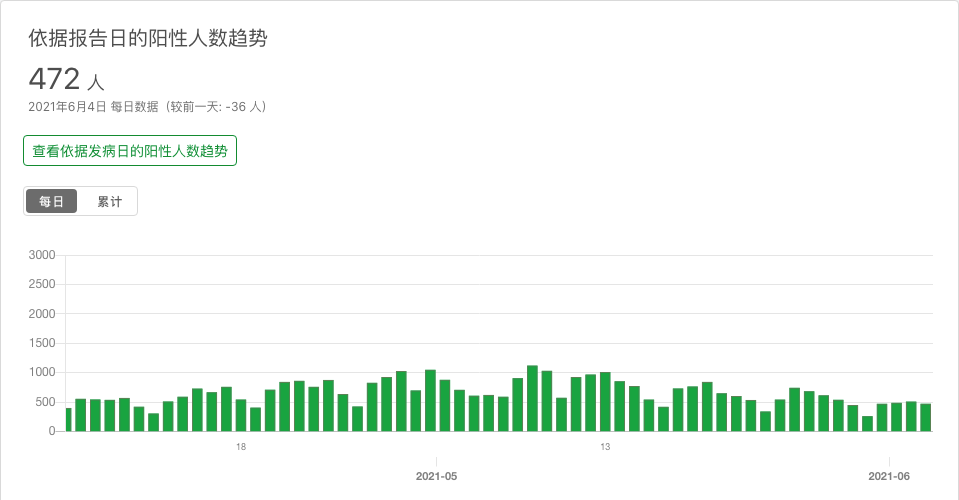 依据报告日的阳性人数趋势
472 人
2021年6月4日 每日数据（较前一天: -36 人）
查看依据发病日的阳性人数趋势
每日 累计
3000
2500
2000
1500
1000
500
0
18 13
2021-05 2021-06